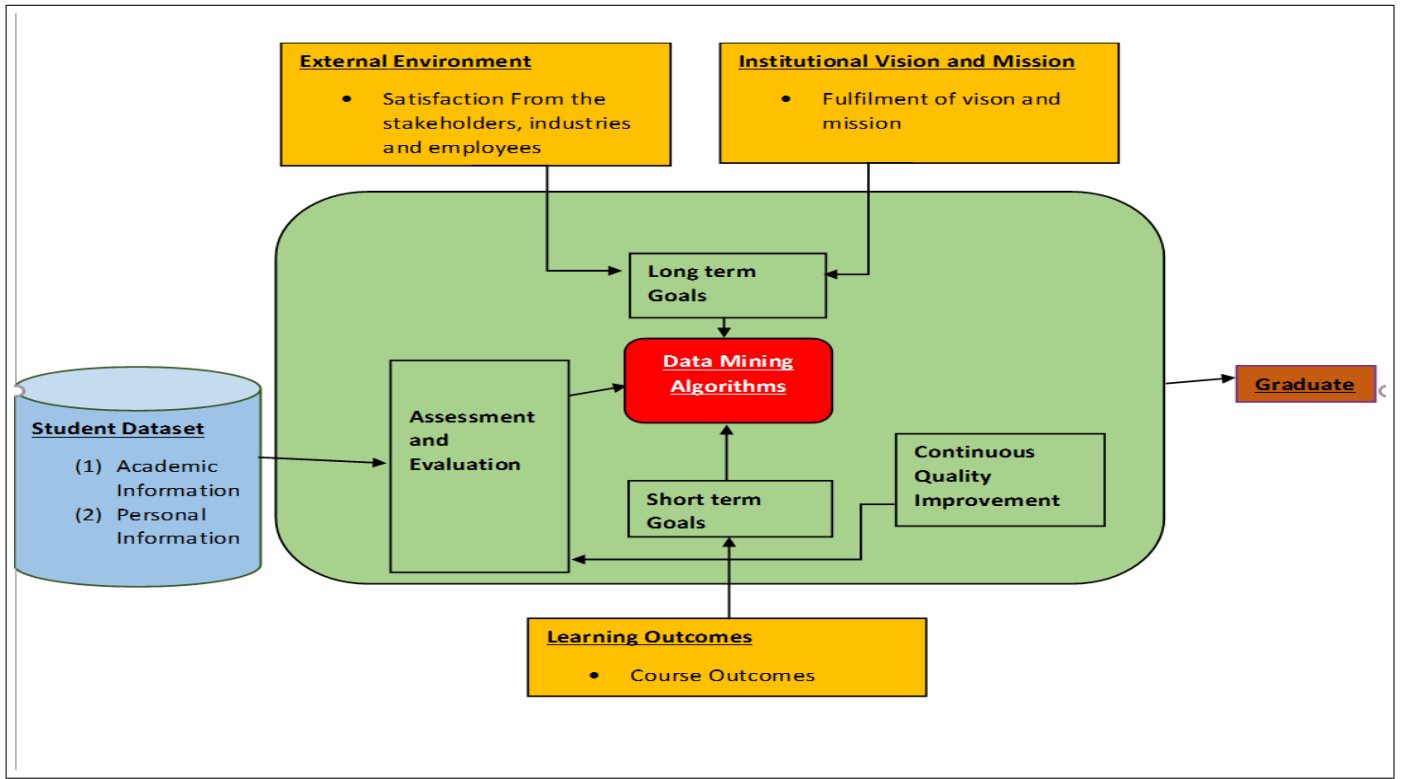 External Environment
• Satisfaction From the
stakeholders, industries
and employees
Institutional Vision and Mission
• Fulfilment of vison and
mission
Long term
Goals
Data Mining
Algorithms
Assessment
and
Evaluation
Student Dataset
(1) Academic
Information
(2) Personal
Information
Short term
Goals
Continuous
Quality
Improvement
Graduate
Learning Outcomes
• Course Outcomes